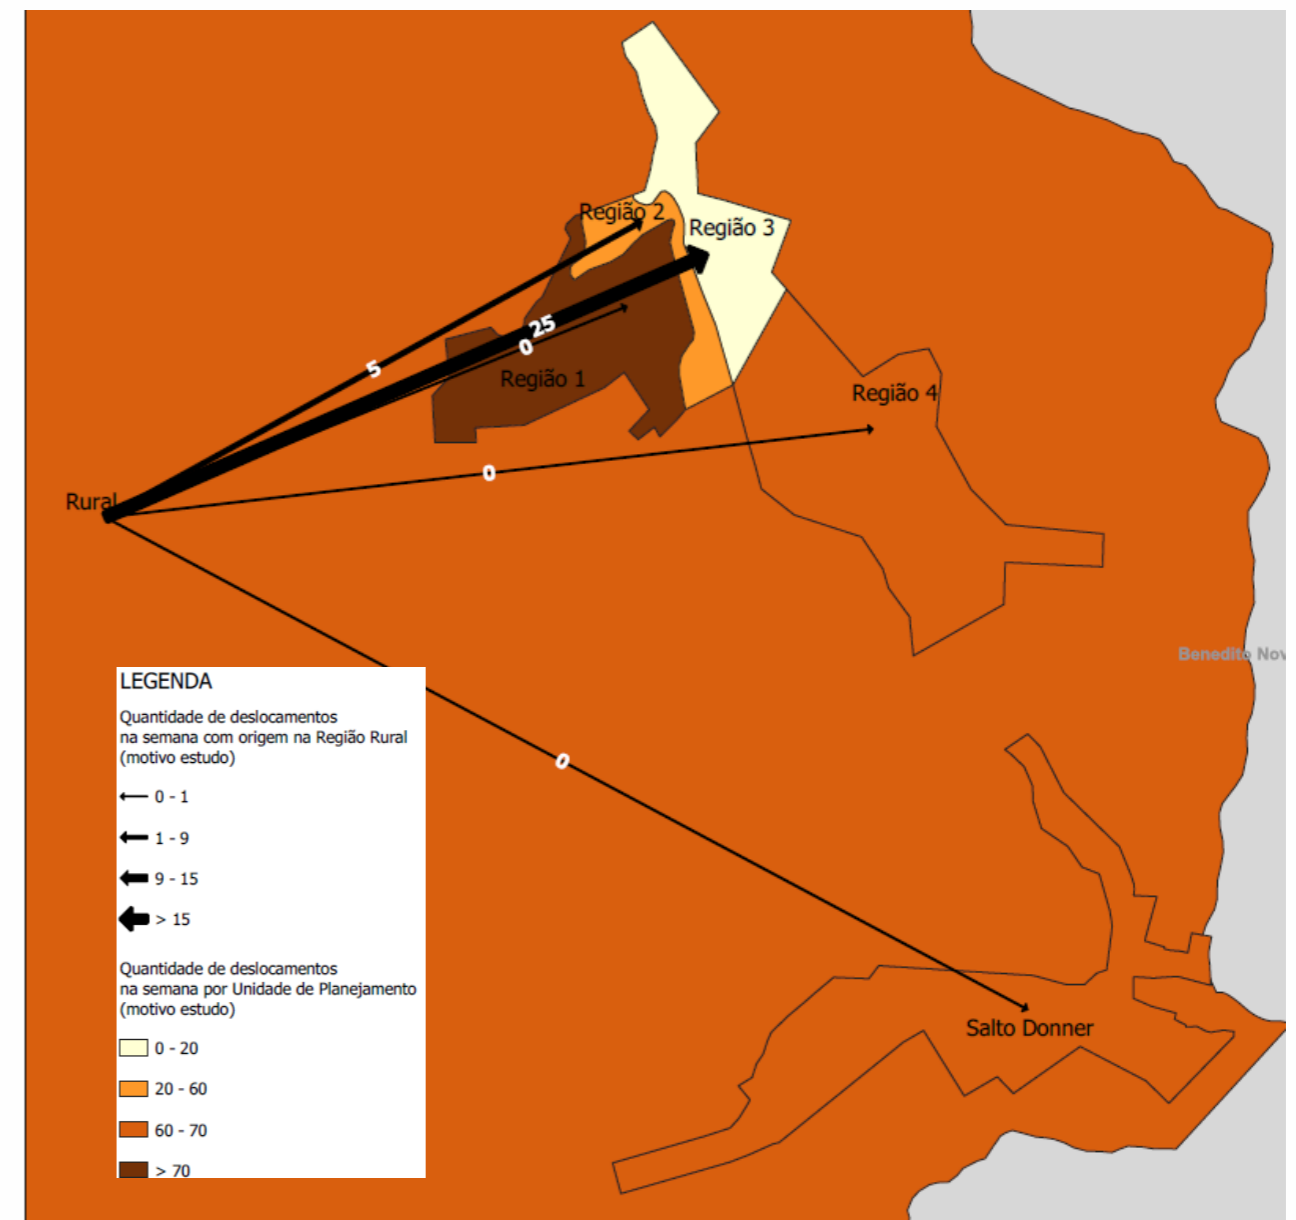 Região 2
Região 3
25
0
5
Região 1
Região 4
0
Rural
Benedito Nov
LEGENDA
Quantidade de deslocamentos
na semana com origem na Região Rural
(motivo estudo)
0 - 1
1 - 9
9 - 15
> 15
0
Quantidade de deslocamentos
na semana por Unidade de Planejamento
(motivo estudo)
0 - 20
20 - 60
60 - 70
> 70
Salto Donner